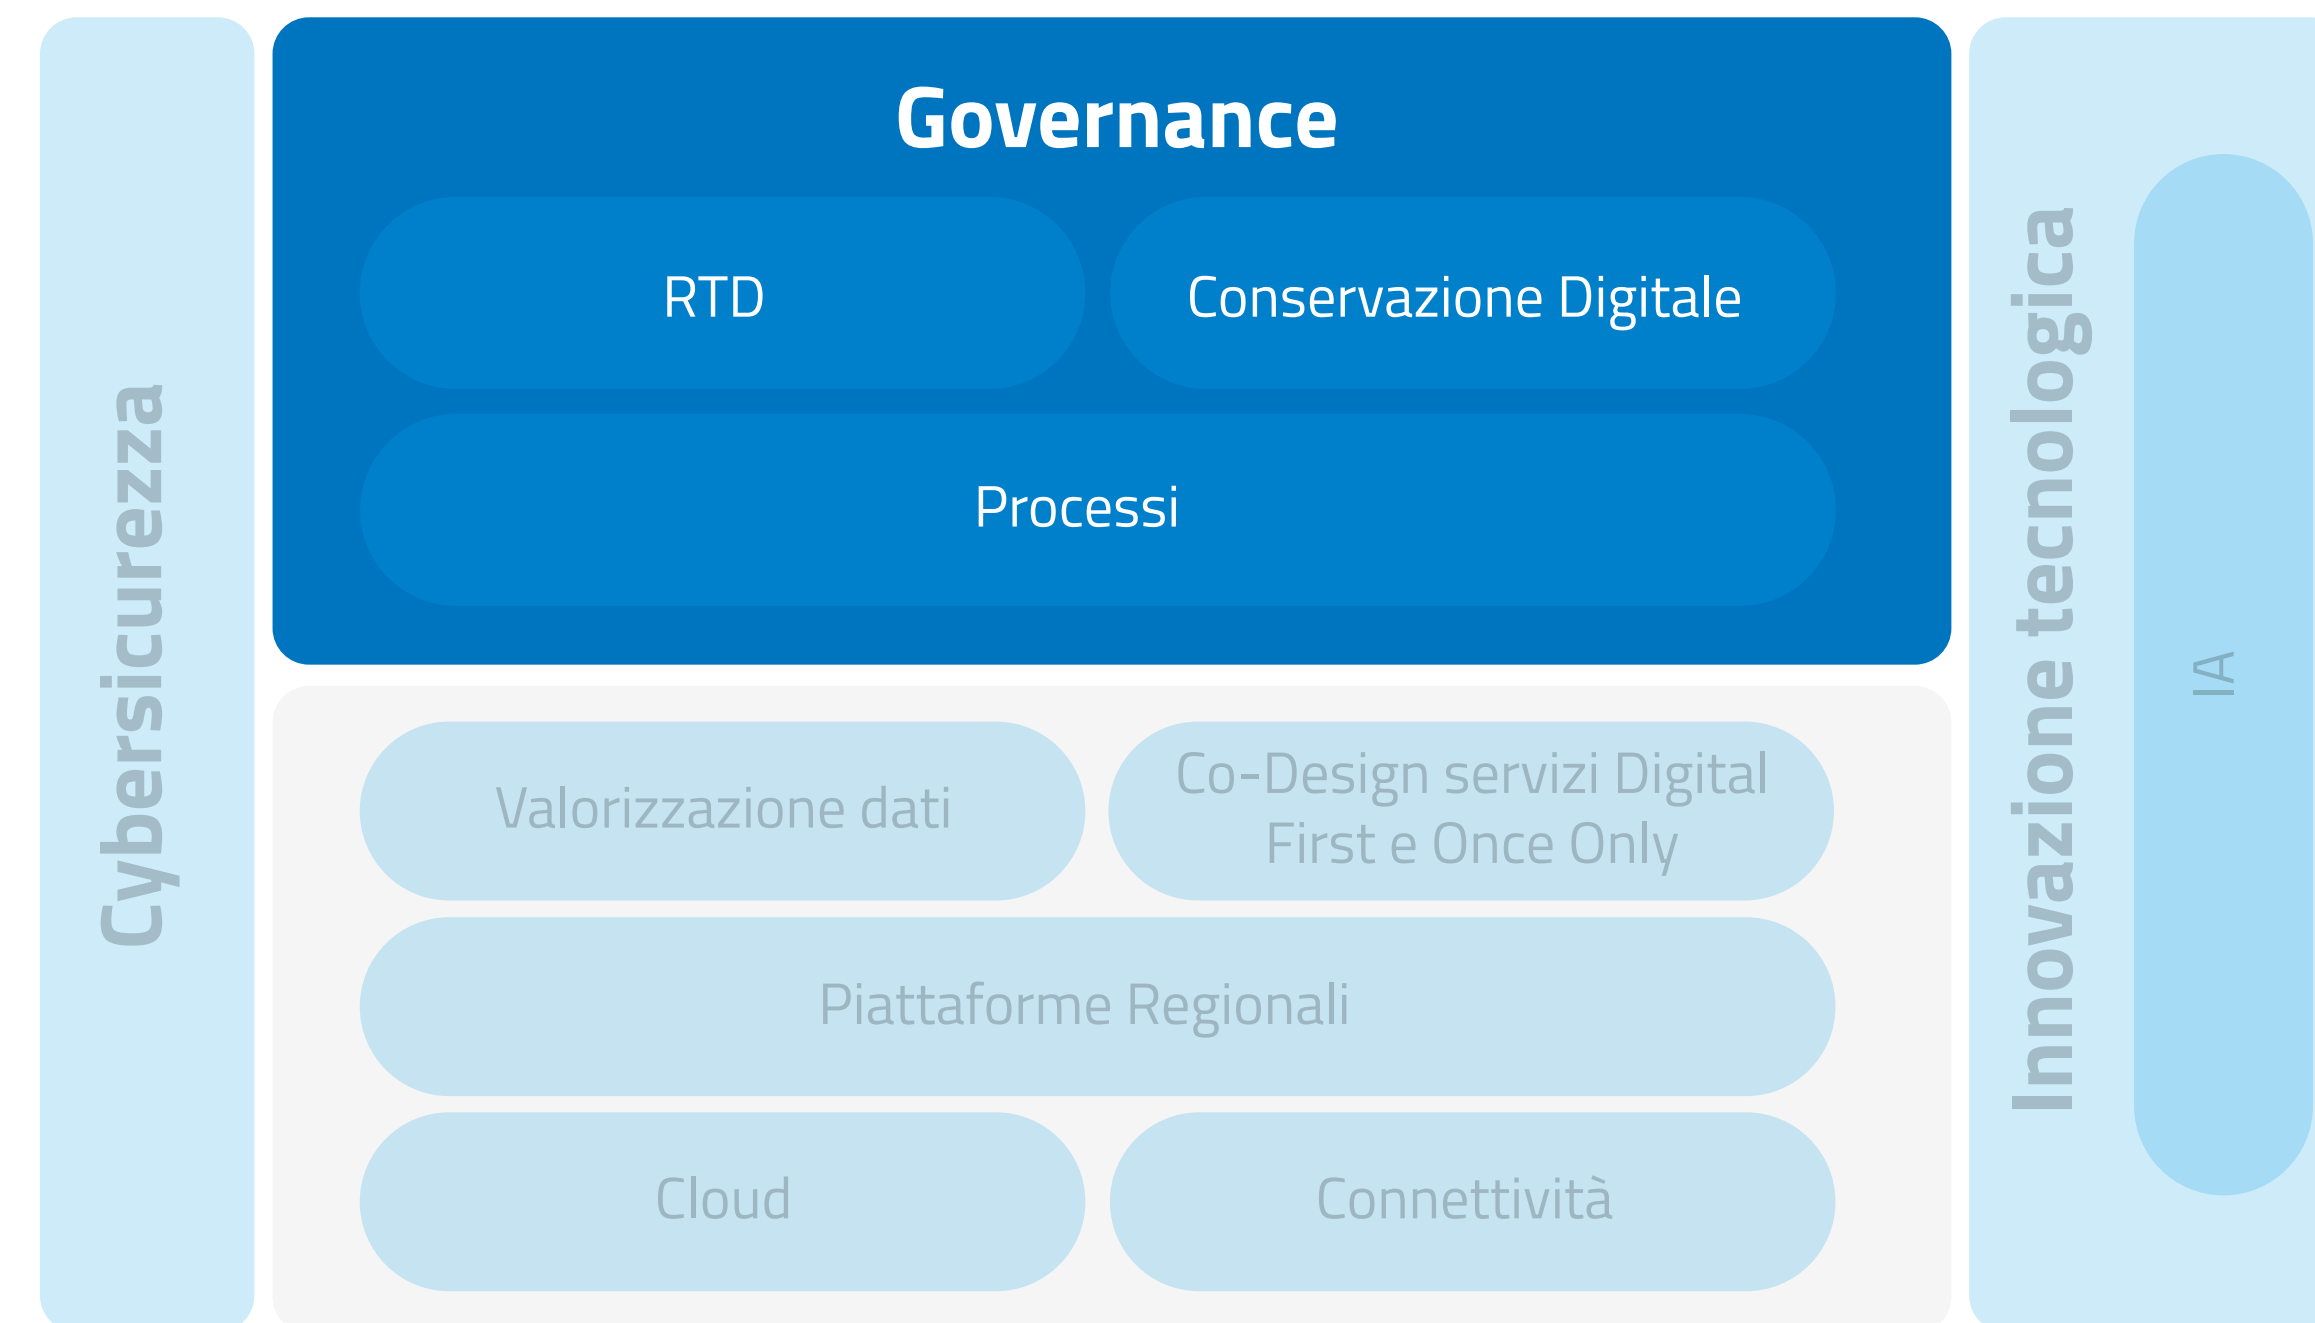 Cybersicurezza
Governance
RTD
Conservazione Digitale
Processi
Valorizzazione dati
Co-Design servizi Digital
First e Once Only
Piattaforme Regionali
Cloud
Connettività
Innovazione tecnologica
IA